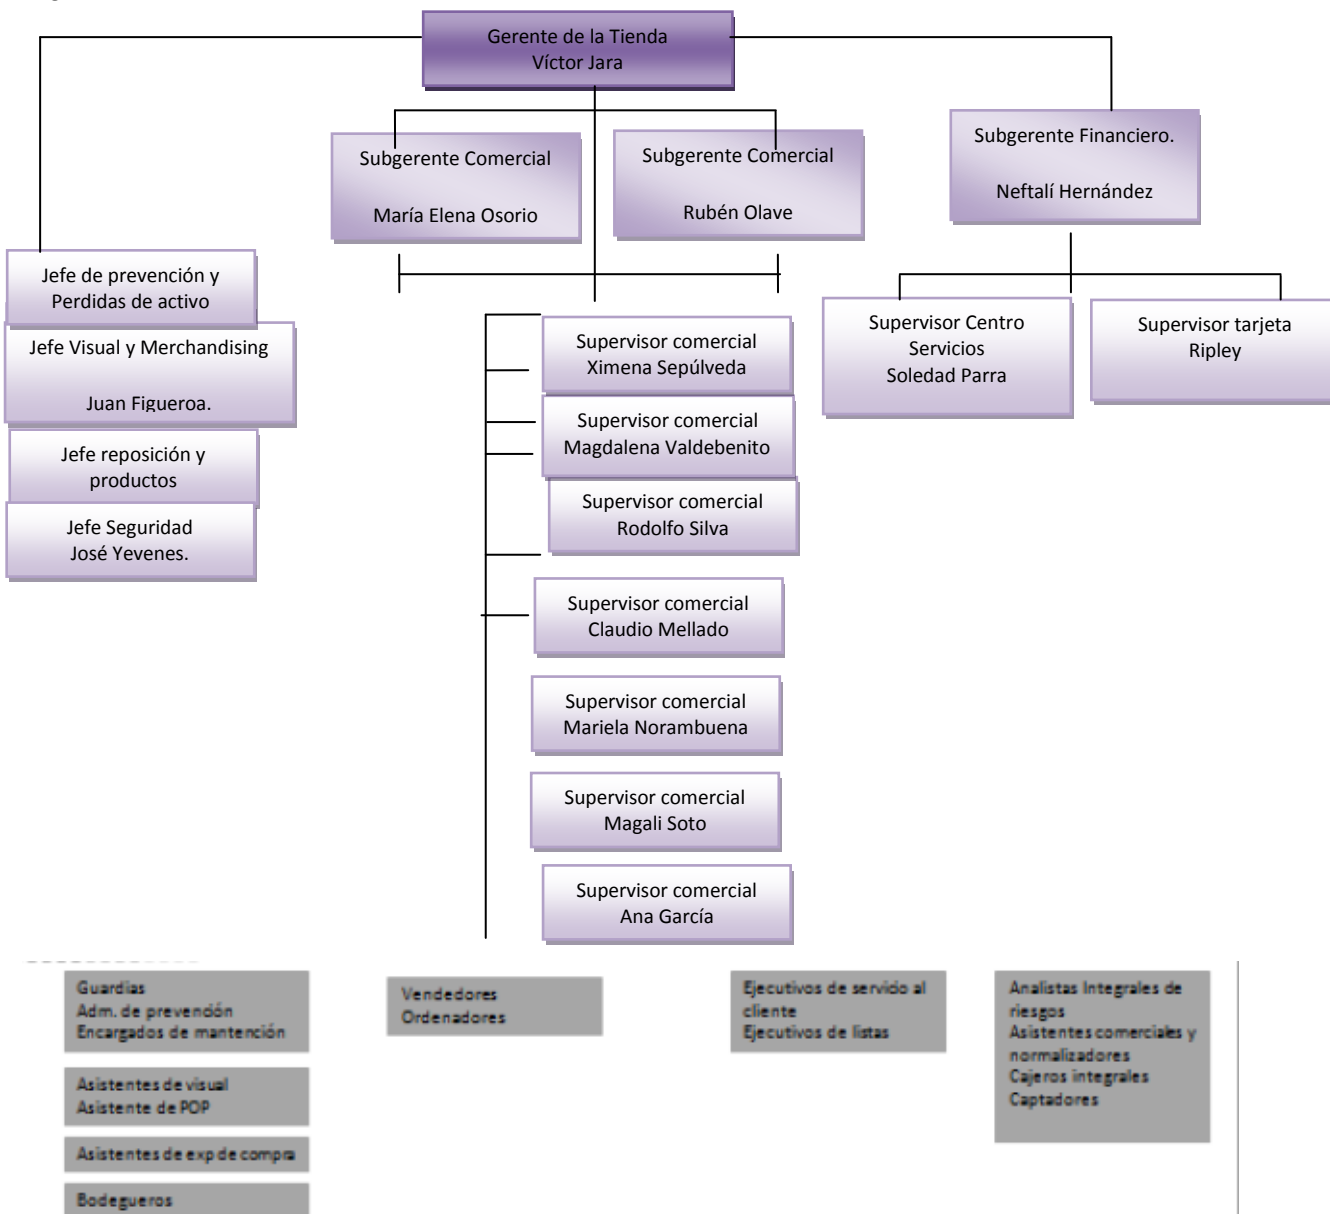 Gerente de la Tienda
Víctor Jara
Subgerente Comercial
María Elena Osorio
Subgerente Comercial
Rubén Olave
Subgerente Financiero.
Neftalí Hernández
Jefe de prevención y
Perdidas de activo
Jefe Visual y Merchandising
Juan Figueroa.
Jefe reposición y
productos
Jefe Seguridad
José Yevenes.
Supervisor comercial
Ximena Sepúlveda
Supervisor comercial
Magdalena Valdebenito
Supervisor comercial
Rodolfo Silva
Supervisor comercial
Claudio Mellado
Supervisor comercial
Mariela Norambuena
Supervisor comercial
Magali Soto
Supervisor comercial
Ana García
Supervisor Centro
Servicios
Soledad Parra
Supervisor tarjeta
Ripley
Guardias
Adm. de prevención
Encargados de mantención
Asistentes de visual
Asistente de POP
Asistentes de exp de compra
Bodegueros
Vendedores
Ordenadores
Ejecutivos de servicio al
cliente
Ejecutivos de listas
Analistas Integrales de
riesgos
Asistentes comerciales y
normalizadores
Cajeros integrales
Captadores